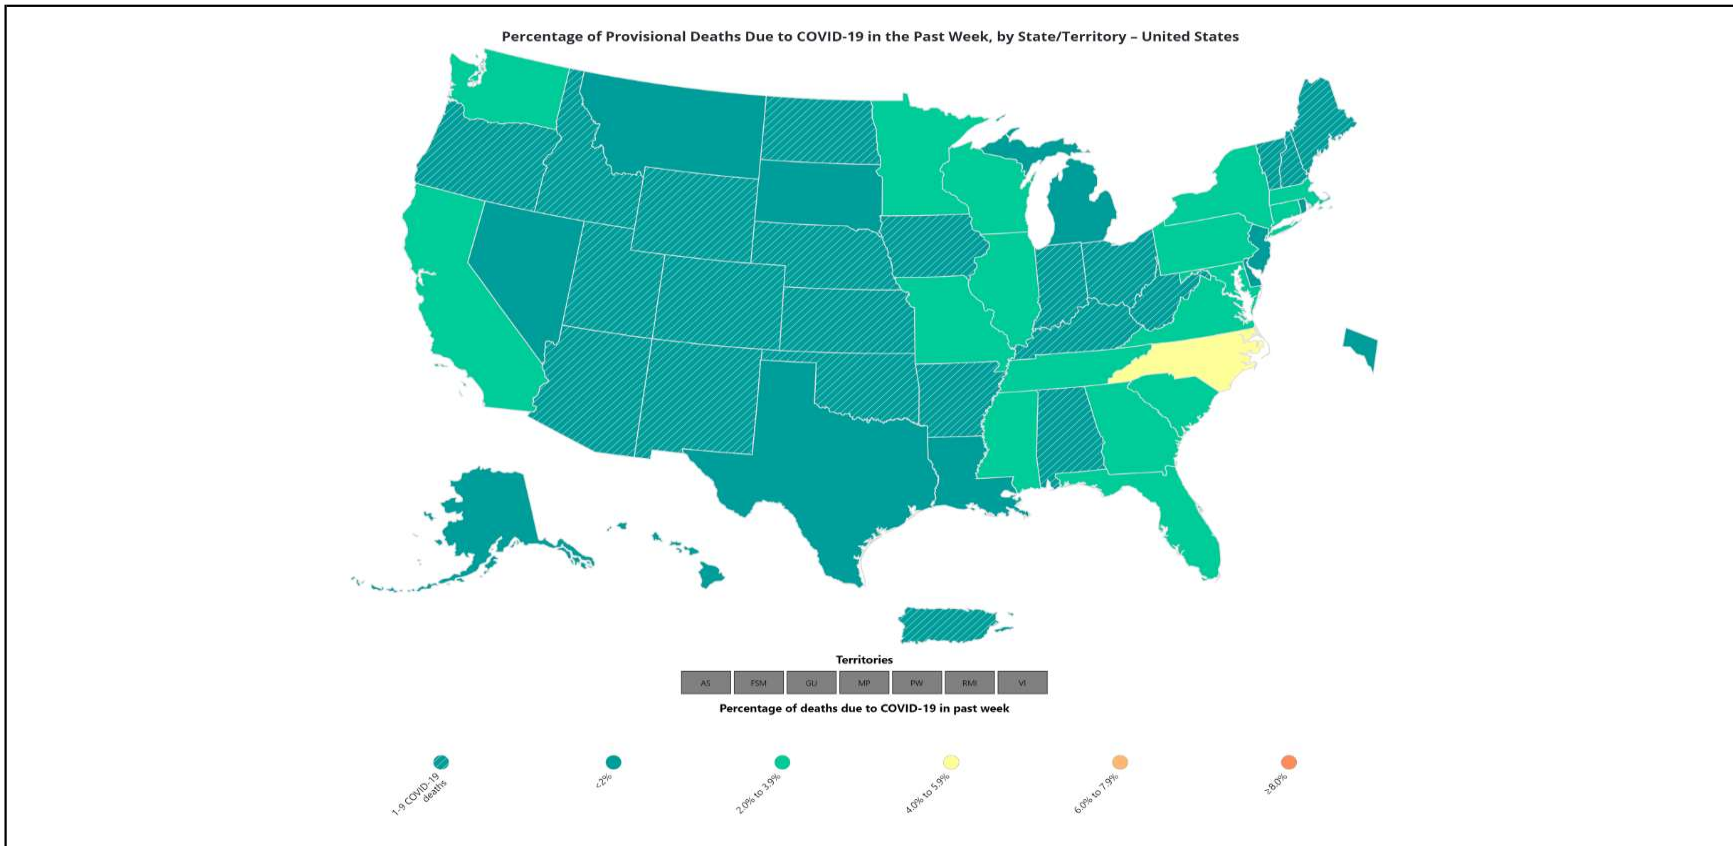 Percentage of Provisional Deaths Due to COVID-19 in the Past Week, by State/Territory – United States
Territories
AS FSM GU MP PW RMI VI
Percentage of deaths due to COVID-19 in past week
1-9 COVID-19
deaths
<2%
2.0% to 3.9%
4.0% to 5.9%
6.0% to 7.9%
≥8.0%